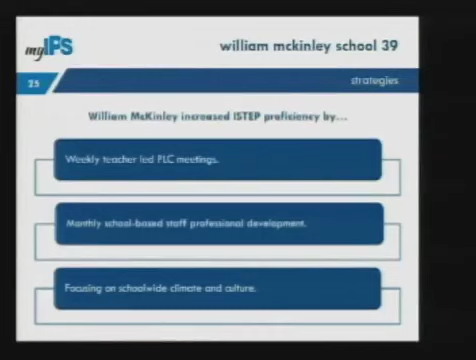 myIPS
william mckinley school 39
25
strategies
William McKinley increased ISTEP proficiency by...
Weekly teacher led PLC meetings.
Monthly school-based staff professional development.
Focusing on schoolwide climate and culture.